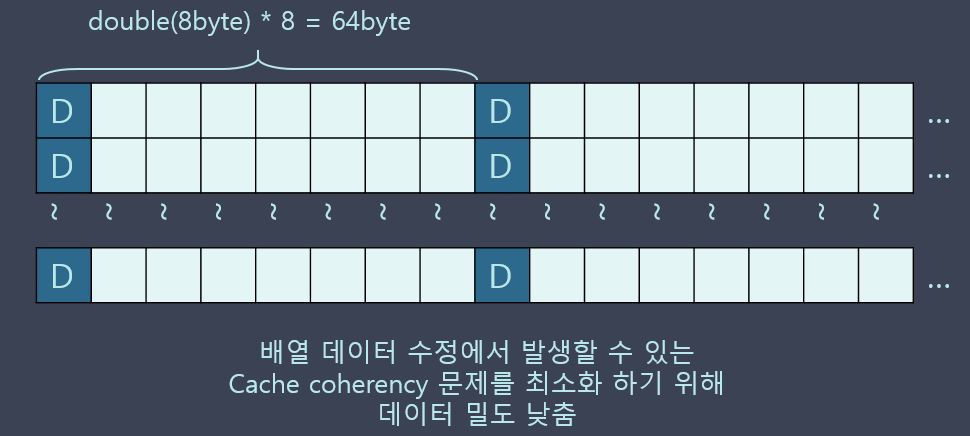 double(8byte) * 8 = 64byte
D D ...
D D ...
~ ~ ~ ~ ~ ~ ~ ~ ~ ~ ~ ~ ~ ~ ~ ~
D D ...
배열 데이터 수정에서 발생할 수 있는
Cache coherency 문제를 최소화 하기 위해
데이터 밀도 낮춤